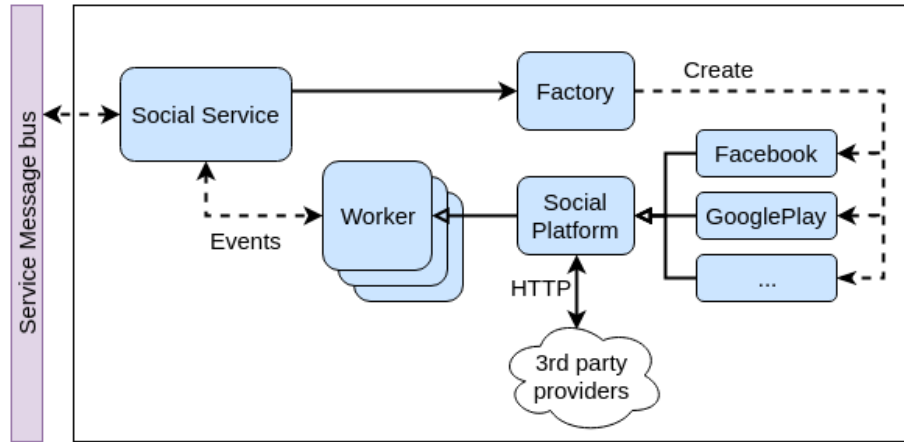 Service Message bus
Social Service
Factory
Create
Facebook
GooglePlay
...
Worker
Social
Platform
Events
HTTP
3rd party
providers